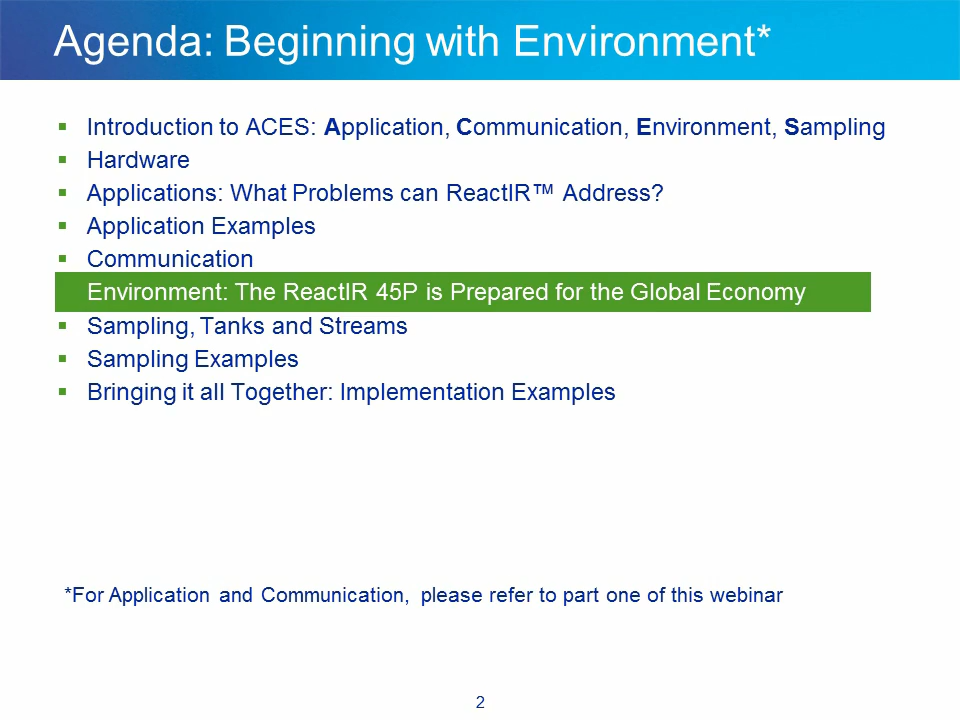 Agenda: Beginning with Environment*
▪ Introduction to ACES: Application, Communication, Environment, Sampling
▪ Hardware
▪ Applications: What Problems can ReactIR™ Address?
▪ Application Examples
▪ Communication
Environment: The ReactIR 45P is Prepared for the Global Economy
▪ Sampling, Tanks and Streams
▪ Sampling Examples
▪ Bringing it all Together: Implementation Examples
*For Application and Communication, please refer to part one of this webinar
2